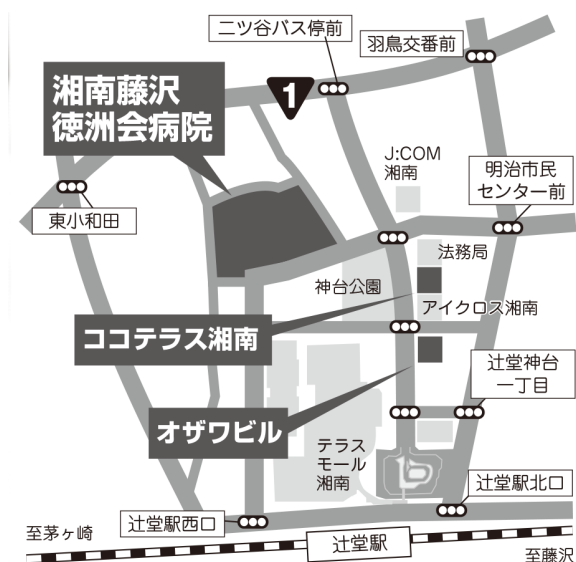 二ツ谷バス停前
羽鳥交番前
湘南藤沢
徳洲会病院
1
J:COM
湘南
明治市民
センター前
東小和田
法務局
神台公園
アイクロス湘南
ココテラス湘南
辻堂神台
一丁目
オザワビル
テラス
モール
湘南
辻堂駅北口
辻堂駅西口
至茅ヶ崎
辻堂駅
至藤沢